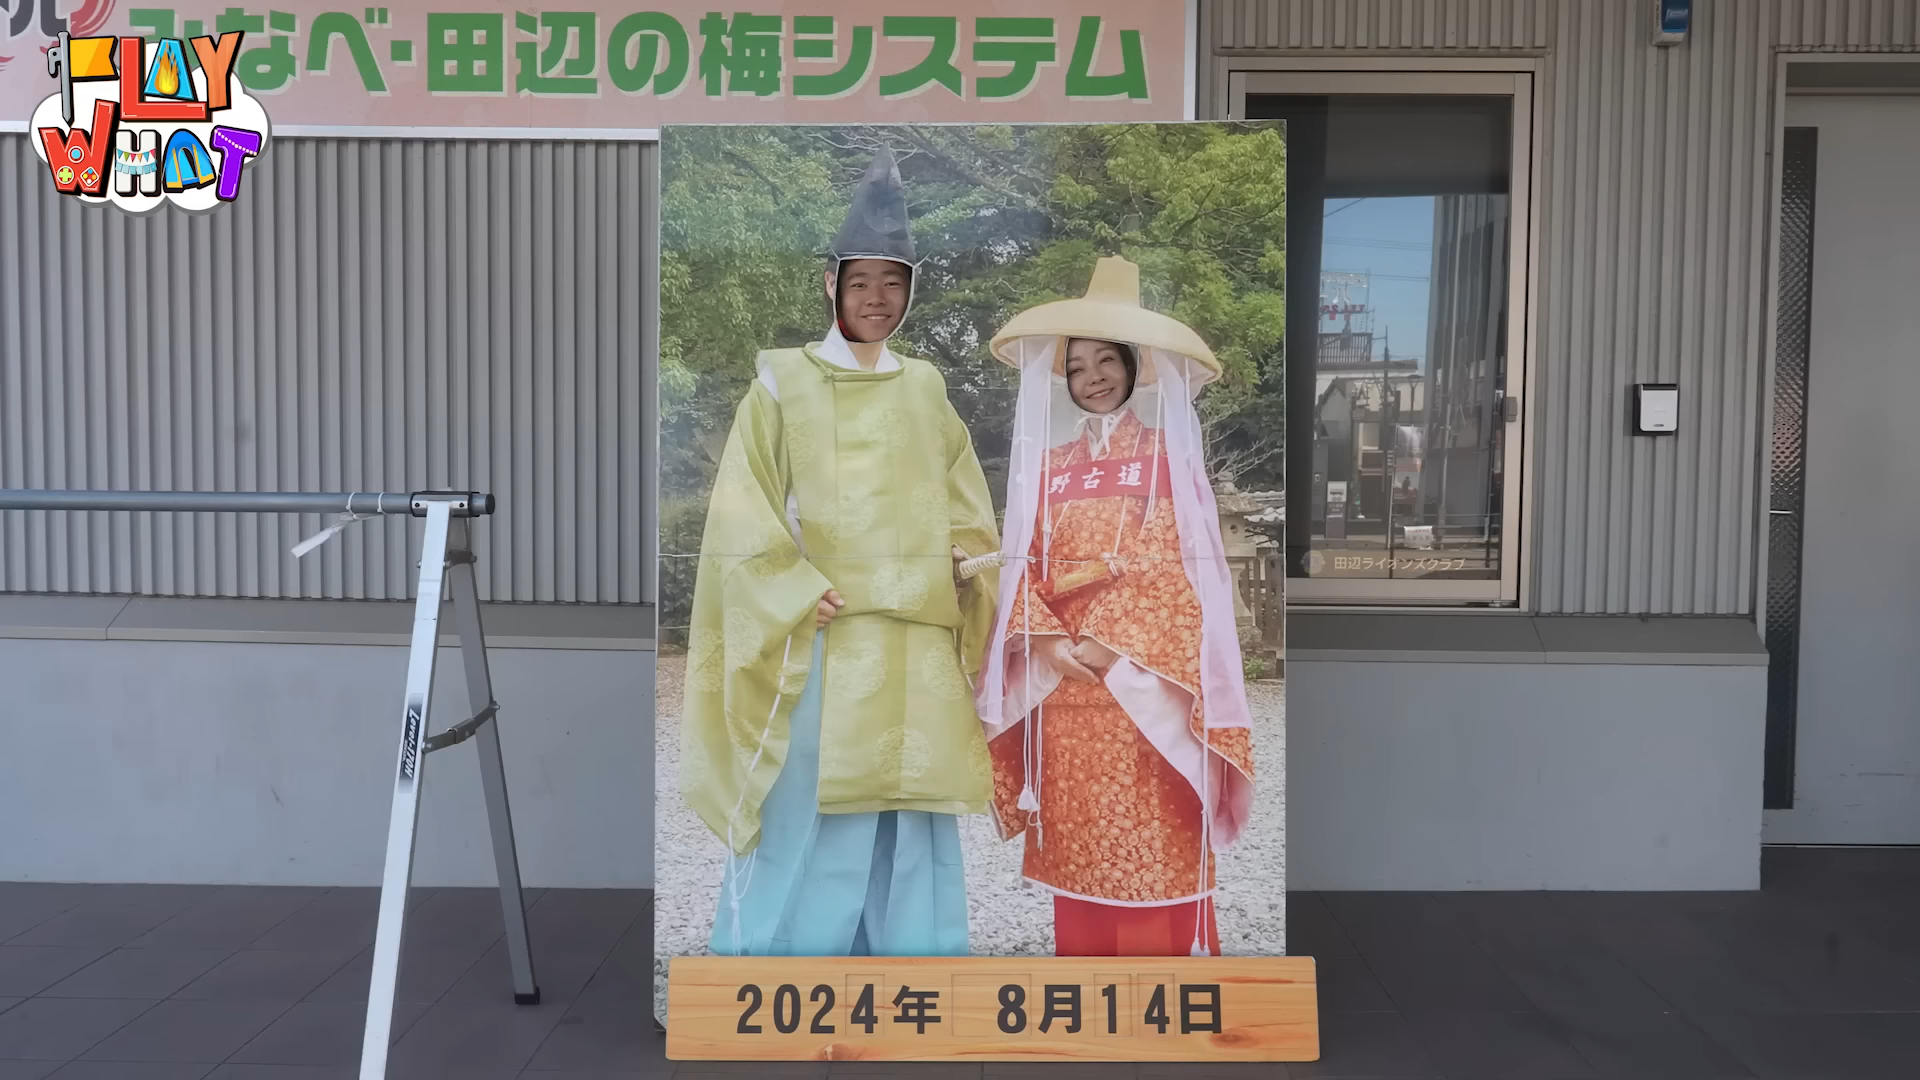 みなべ・田辺の梅システム
PLAY
WHAT
野古道
田辺ライオンズクラブ
2024年 8月14日